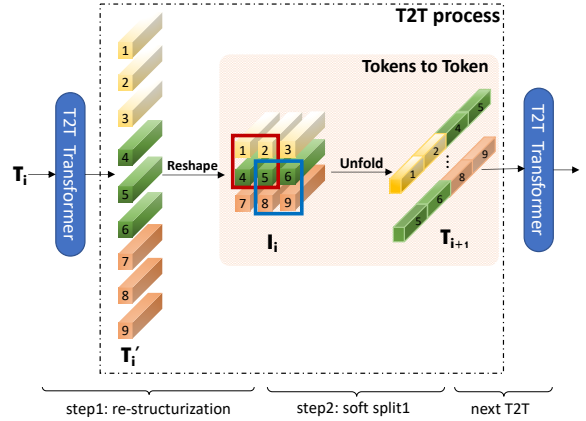 T2T process
Tokens to Token
T2T Transformer
Tᵢ
1
2
3
4
5
6
7
8
9
Tᵢ′
Reshape
1 2 3
4 5 6
7 8 9
Iᵢ
Unfold
1 2 4 5
⋮
5 6 8 9
Tᵢ₊₁
T2T Transformer
step1: re-structurization
step2: soft split1
next T2T